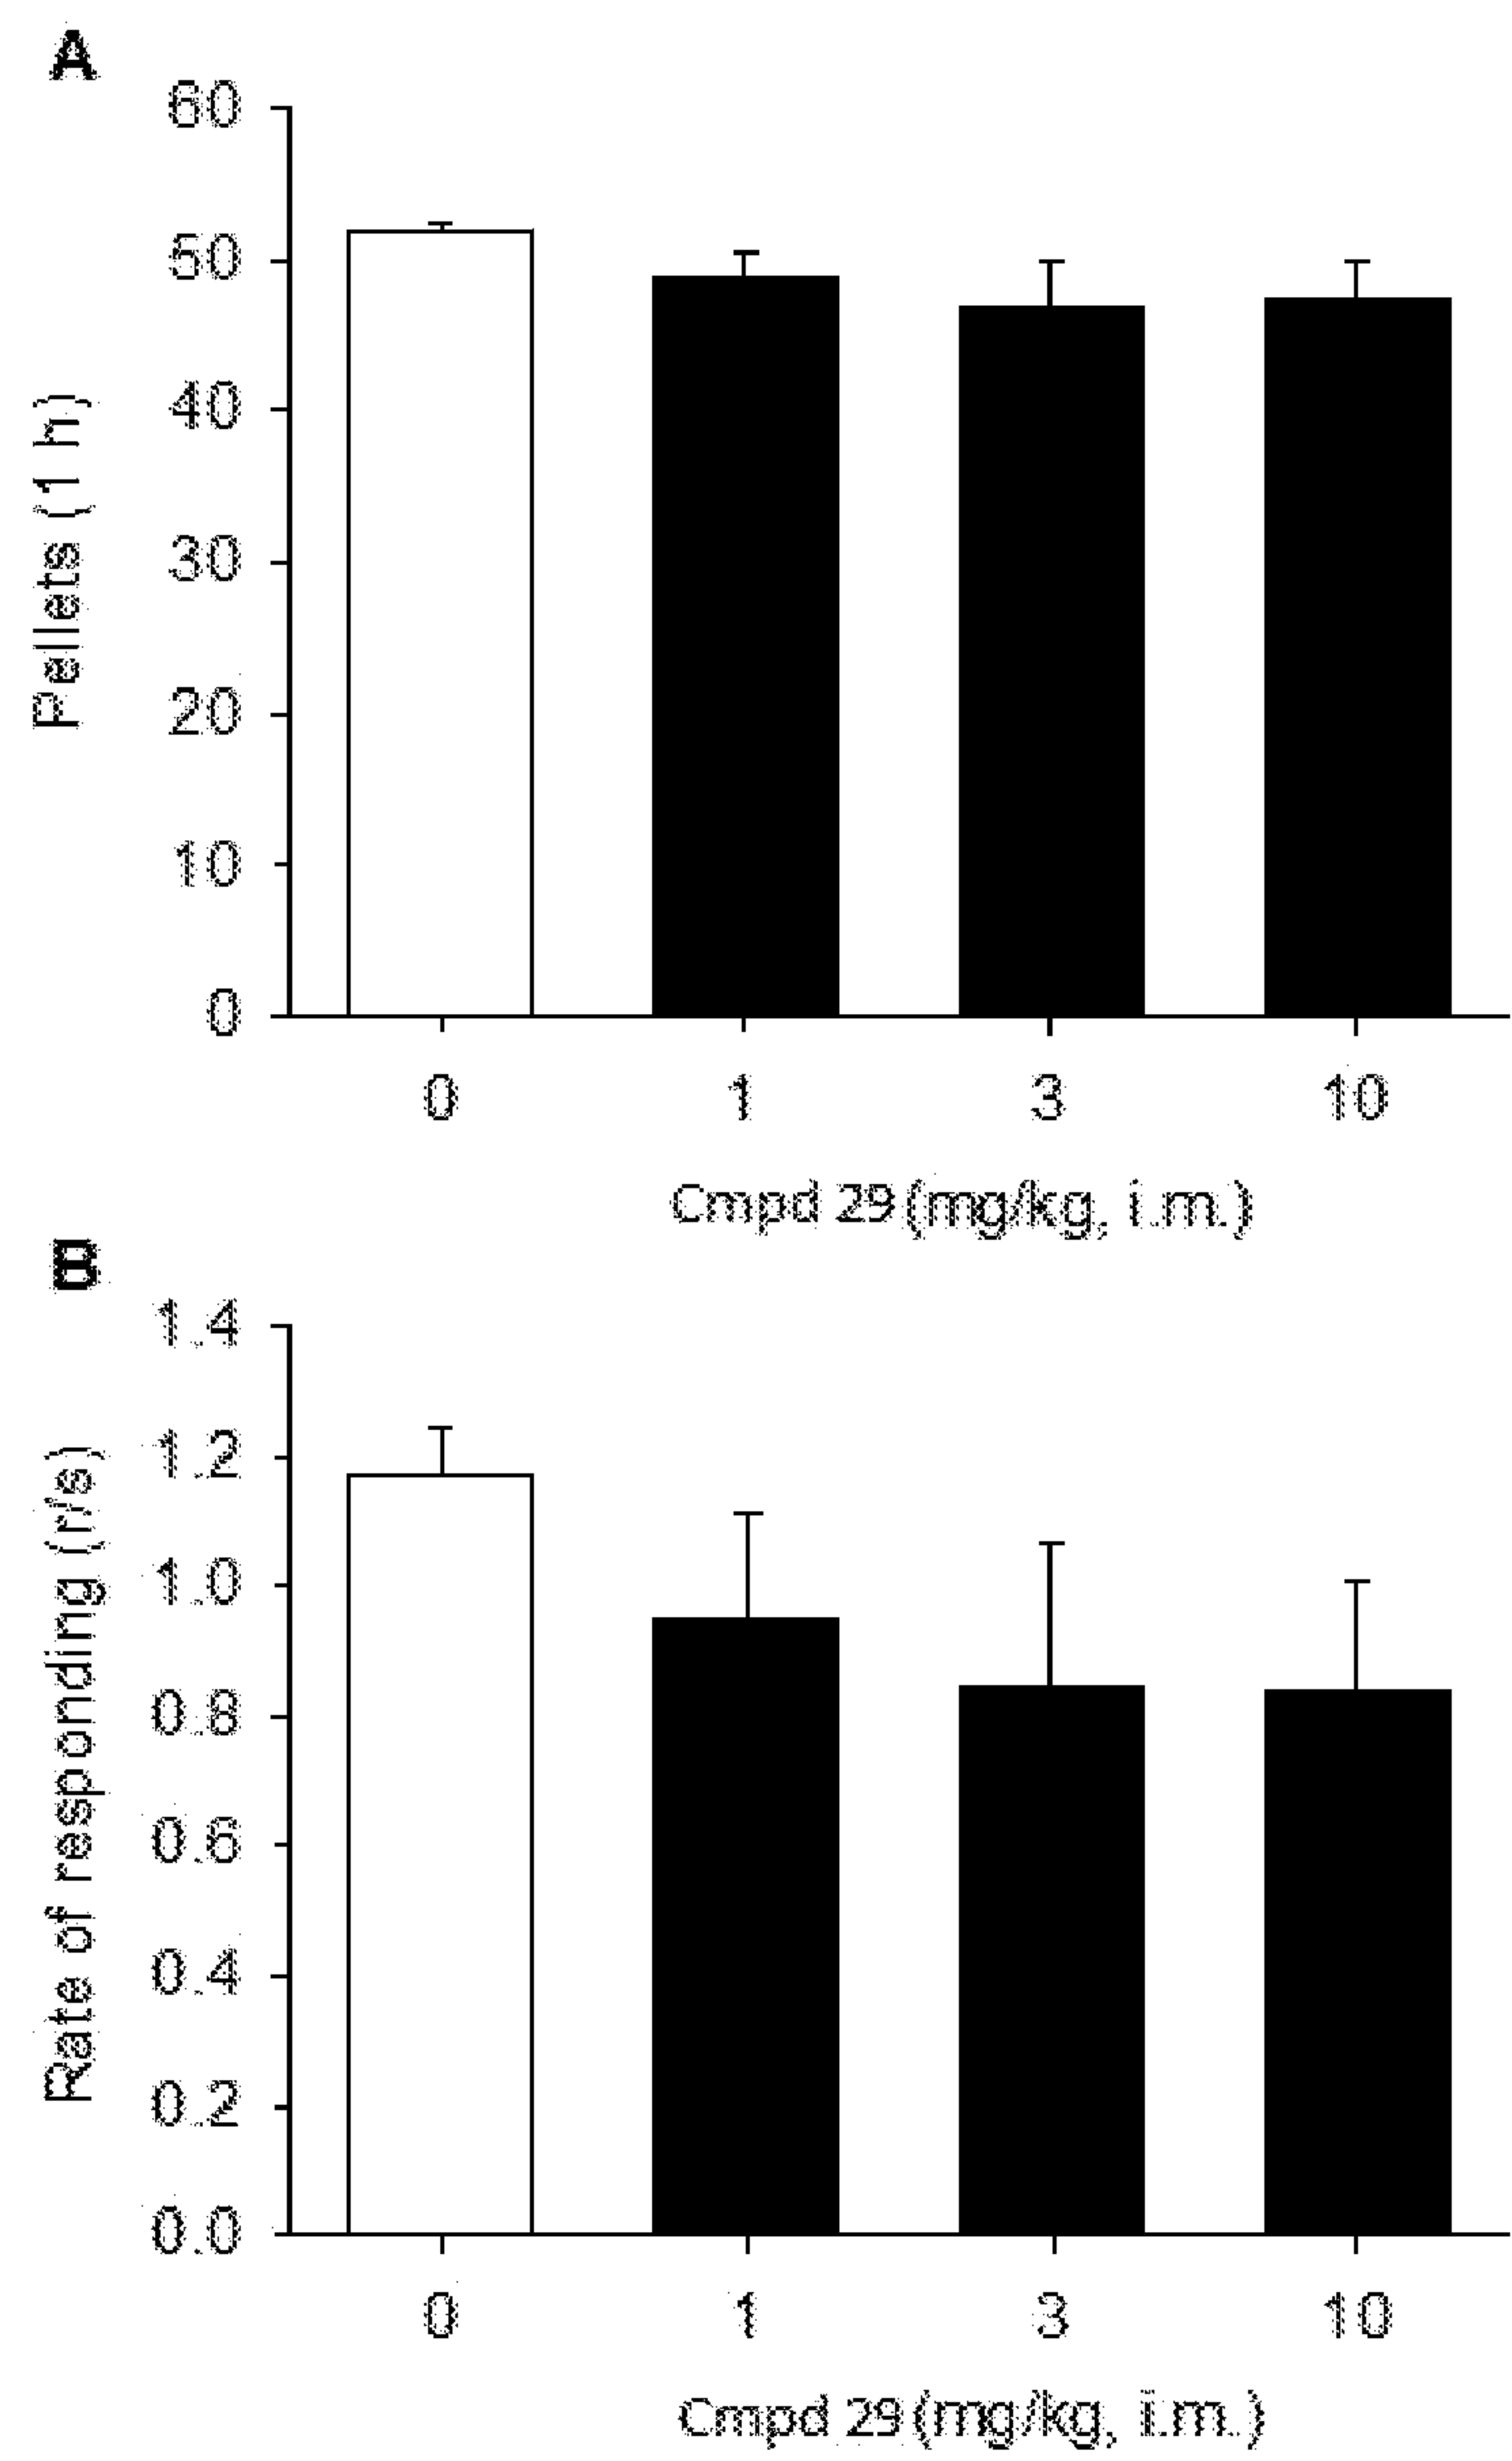 A
60
50
40
30
20
10
0
Pellets (1 h)
0 1 3 10
Cmpd 29 (mg/kg, i.m.)
B
1.4
1.2
1.0
0.8
0.6
0.4
0.2
0.0
Rate of responding (r/s)
0 1 3 10
Cmpd 29 (mg/kg, i.m.)